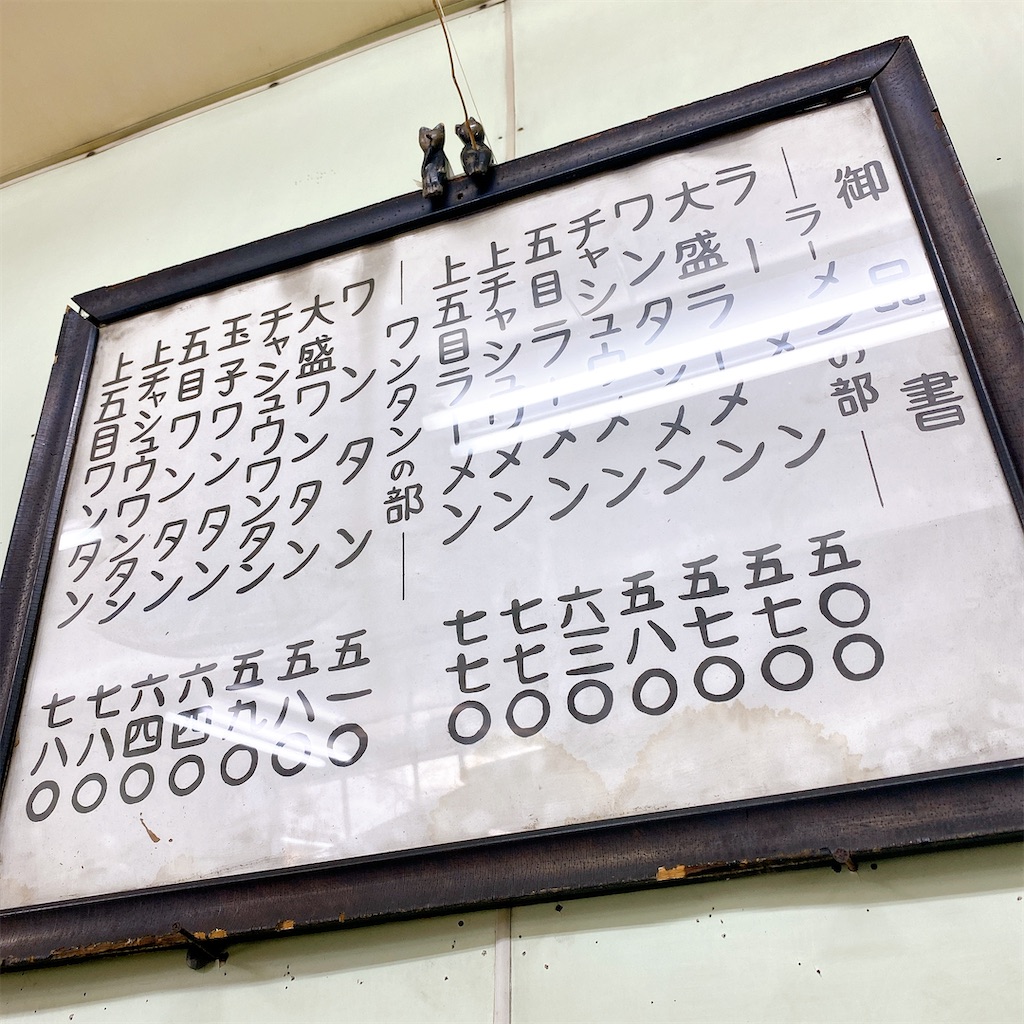 御品書
―ラーメンの部―
ラーメン 五〇〇
大盛ラーメン 五七〇
ワンタンメン 五七〇
チャシュウメン 五八〇
五目ラーメン 六三〇
上チャシュウメン 七七〇
上五目ラーメン 七七〇
―ワンタンの部―
ワンタン 五一〇
大盛ワンタン 五八〇
チャシュウワンタン 五九〇
玉子ワンタン 六四〇
五目ワンタン 六四〇
上チャシュウワンタン 七八〇
上五目ワンタン 七八〇